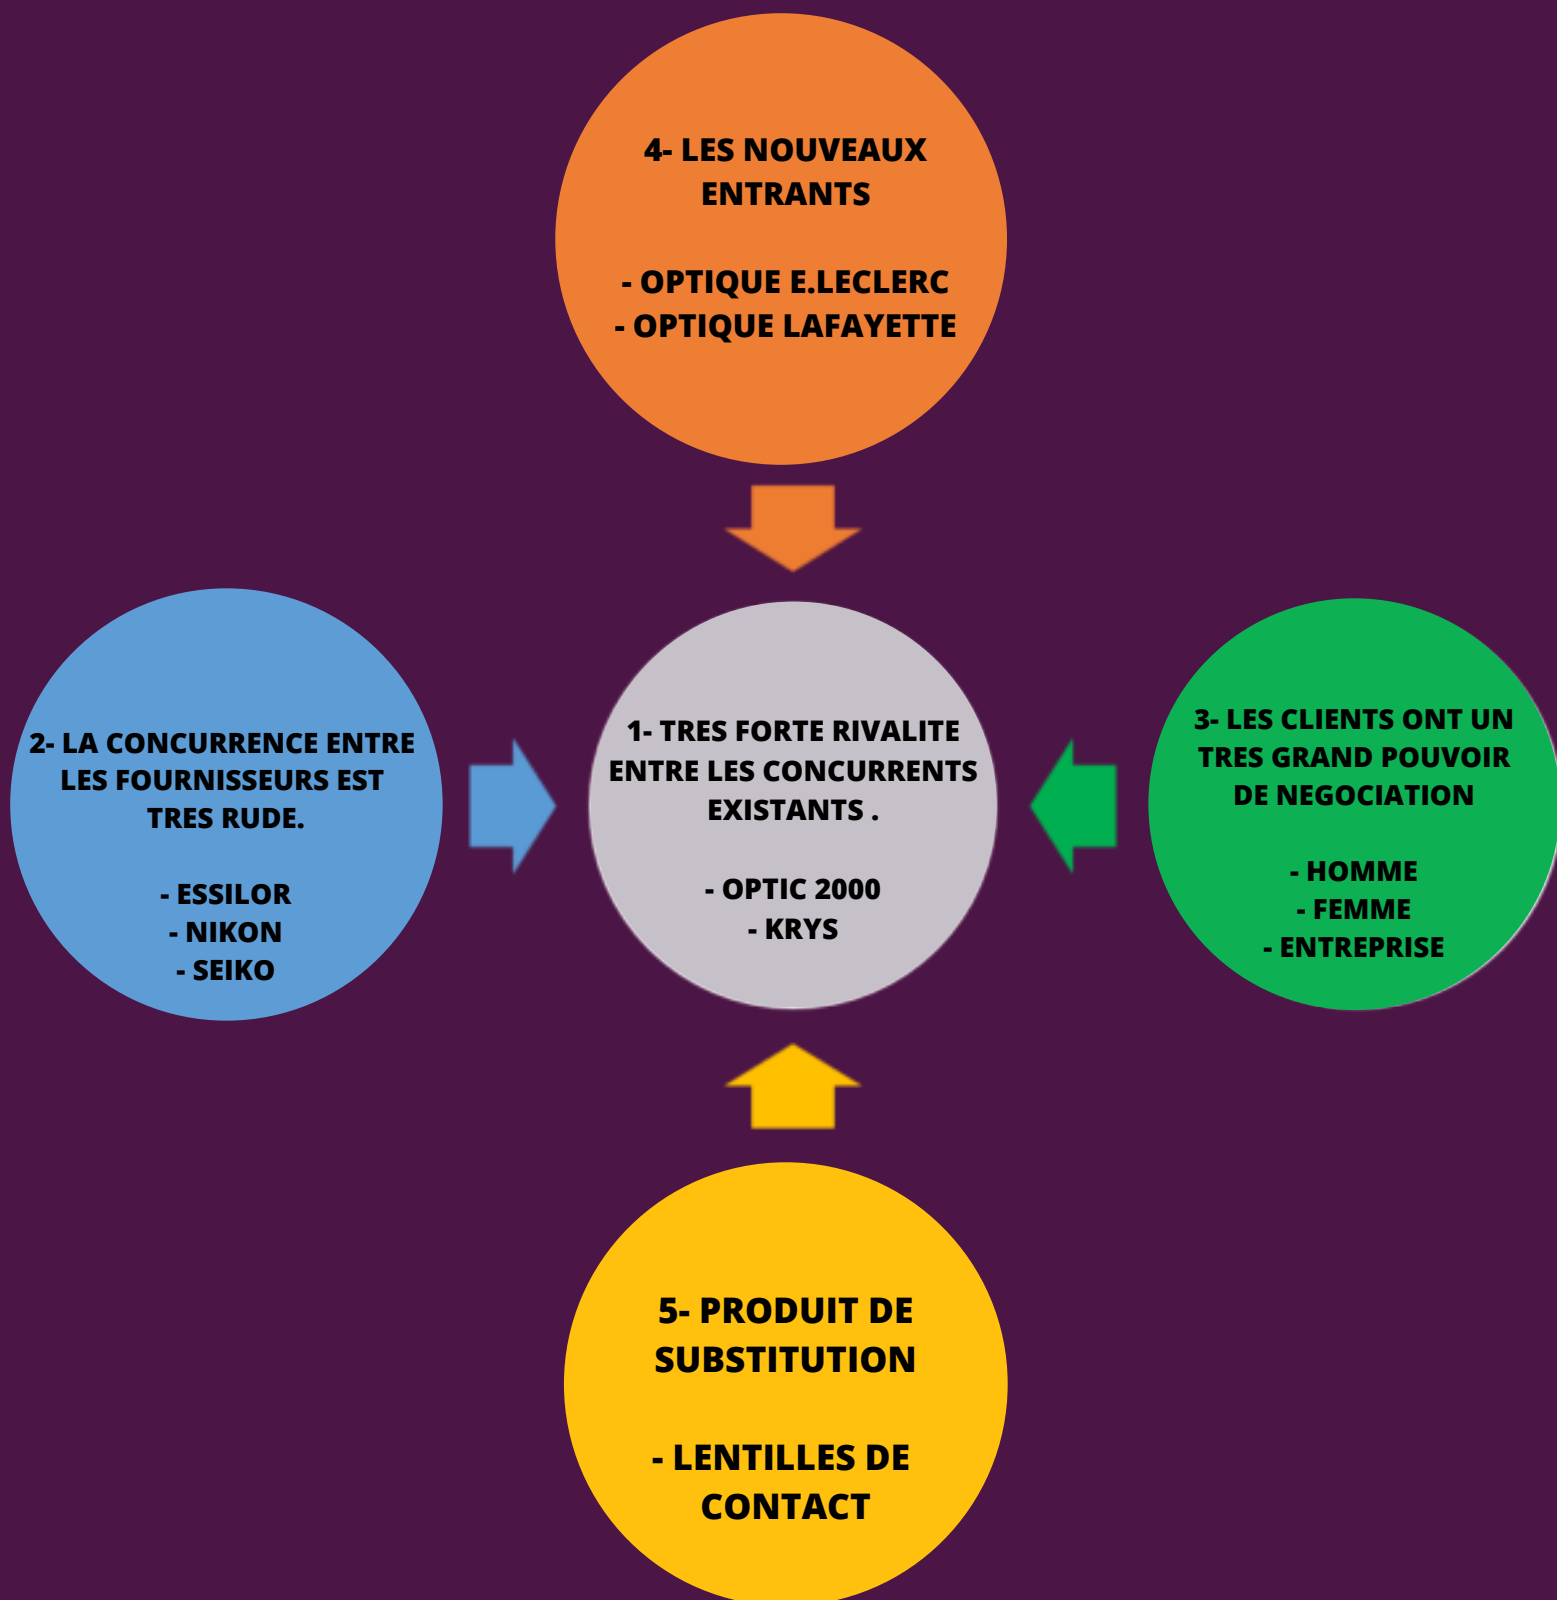 4- LES NOUVEAUX
ENTRANTS
- OPTIQUE E.LECLERC
- OPTIQUE LAFAYETTE
2- LA CONCURRENCE ENTRE
LES FOURNISSEURS EST
TRES RUDE.
- ESSILOR
- NIKON
- SEIKO
1- TRES FORTE RIVALITE
ENTRE LES CONCURRENTS
EXISTANTS .
- OPTIC 2000
- KRYS
3- LES CLIENTS ONT UN
TRES GRAND POUVOIR
DE NEGOCIATION
- HOMME
- FEMME
- ENTREPRISE
5- PRODUIT DE
SUBSTITUTION
- LENTILLES DE
CONTACT